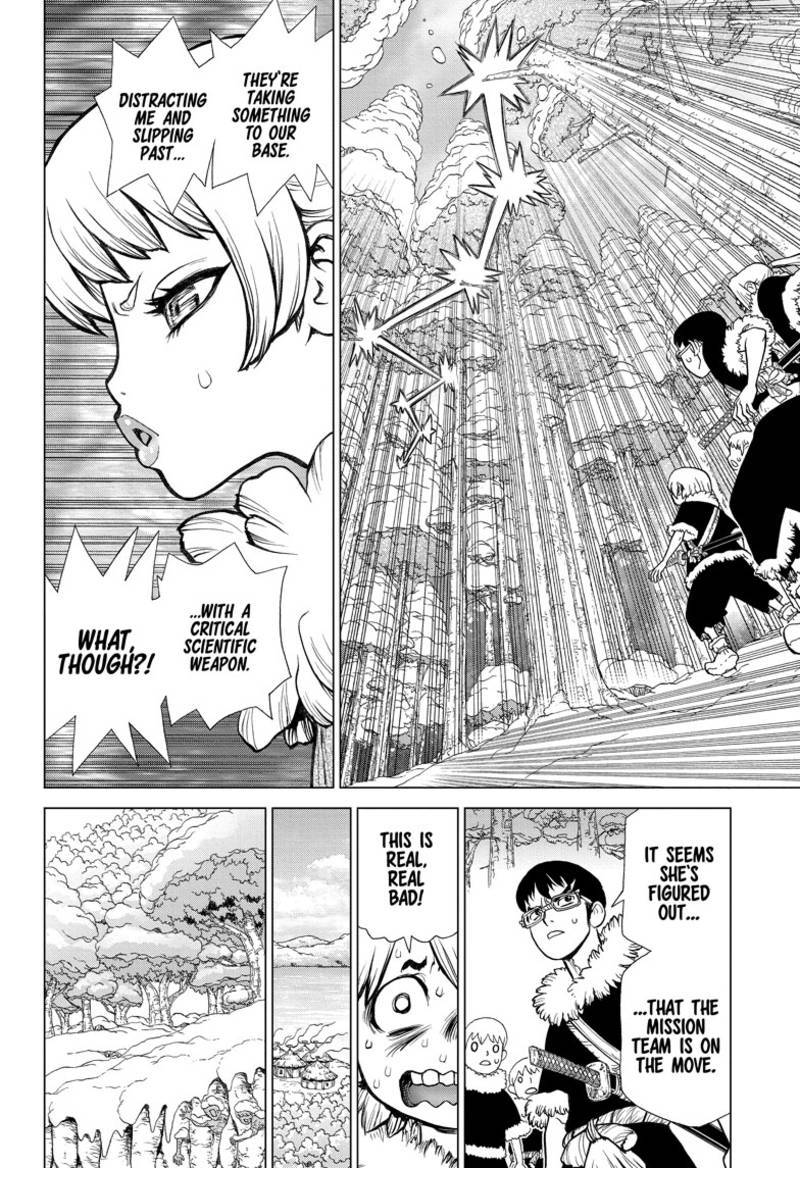 THEY'RE
TAKING
SOMETHING
TO OUR
BASE.
DISTRACTING
ME AND
SLIPPING
PAST...
...WITH A
CRITICAL
SCIENTIFIC
WEAPON.
WHAT,
THOUGH?!
IT SEEMS
SHE'S
FIGURED
OUT...
...THAT THE
MISSION
TEAM IS ON
THE MOVE.
THIS IS
REAL,
REAL
BAD!